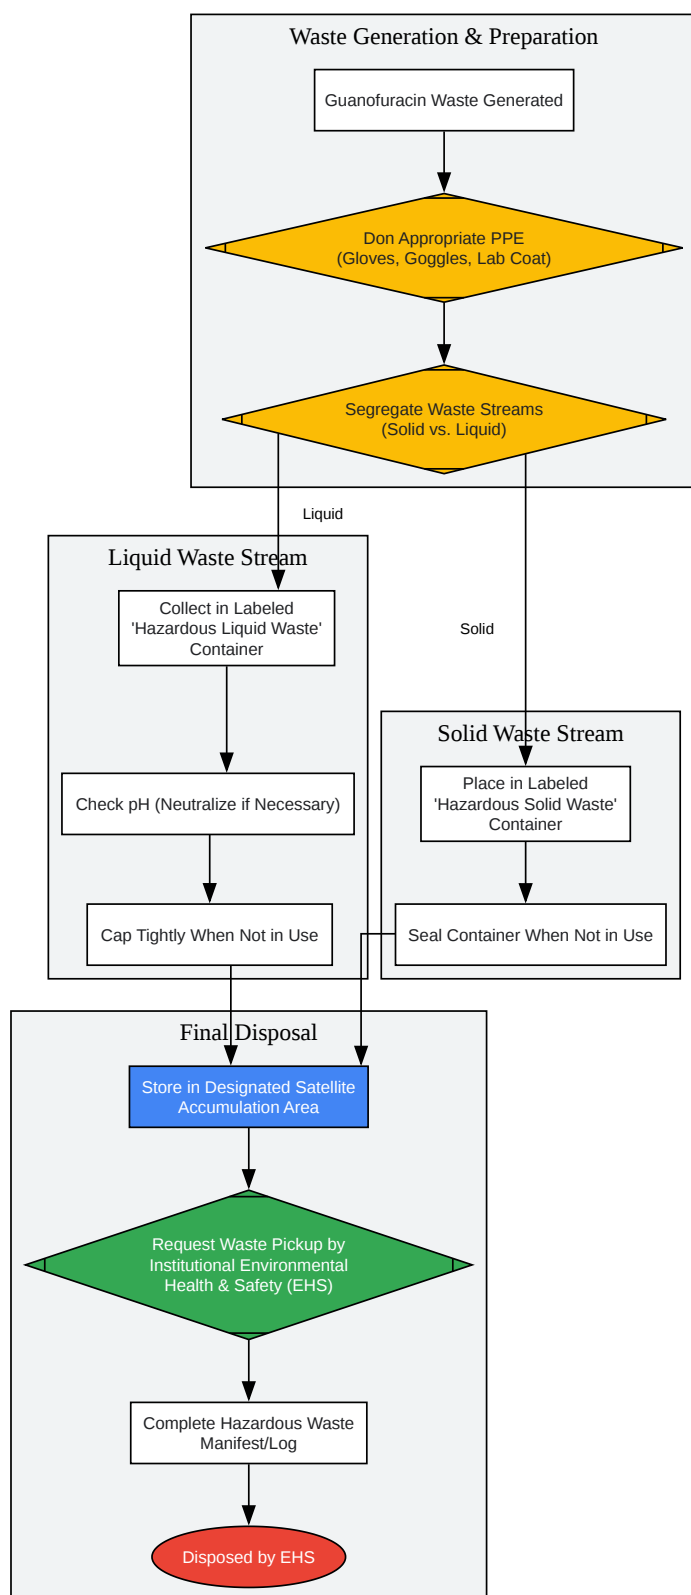 Waste Generation & Preparation
Guanofuracin Waste Generated
Don Appropriate PPE
(Gloves, Goggles, Lab Coat)
Segregate Waste Streams
(Solid vs. Liquid)
Liquid
Liquid Waste Stream
Collect in Labeled
'Hazardous Liquid Waste'
Container
Check pH (Neutralize if Necessary)
Cap Tightly When Not in Use
Solid
Solid Waste Stream
Place in Labeled
'Hazardous Solid Waste'
Container
Seal Container When Not in Use
Final Disposal
Store in Designated Satellite
Accumulation Area
Request Waste Pickup by
Institutional Environmental
Health & Safety (EHS)
Complete Hazardous Waste
Manifest/Log
Disposed by EHS